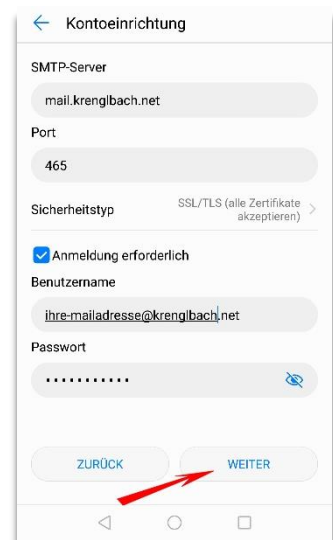 Kontoeinrichtung
SMTP-Server
mail.krenglbach.net
Port
465
Sicherheitstyp
SSL/TLS (alle Zertifikate
akzeptieren)
Anmeldung erforderlich
Benutzername
ihre-mailadresse@krenglbach.net
Passwort
...........
ZURÜCK
WEITER